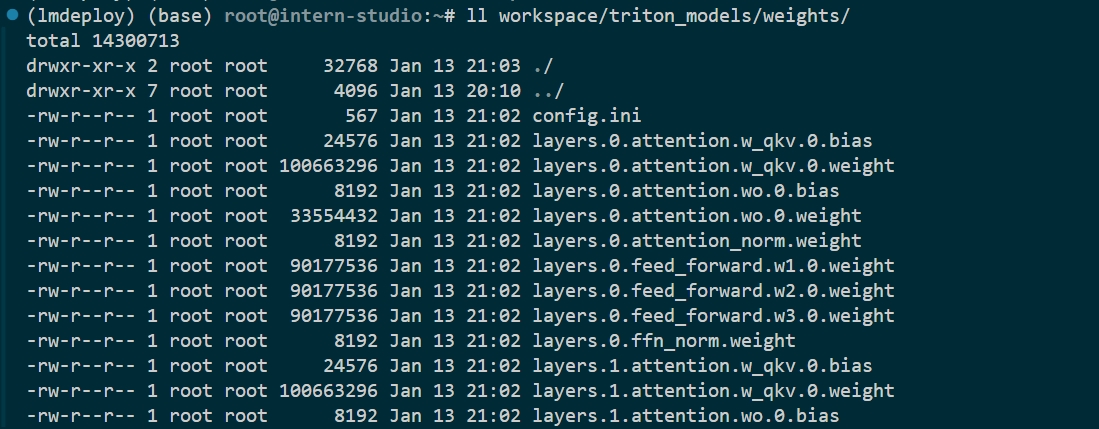 (lmdeploy) (base) root@intern-studio:~# ll workspace/triton_models/weights/
total 14300713
drwxr-xr-x 2 root root     32768 Jan 13 21:03 ./
drwxr-xr-x 7 root root      4096 Jan 13 20:10 ../
-rw-r--r-- 1 root root       567 Jan 13 21:02 config.ini
-rw-r--r-- 1 root root     24576 Jan 13 21:02 layers.0.attention.w_qkv.0.bias
-rw-r--r-- 1 root root 100663296 Jan 13 21:02 layers.0.attention.w_qkv.0.weight
-rw-r--r-- 1 root root      8192 Jan 13 21:02 layers.0.attention.wo.0.bias
-rw-r--r-- 1 root root  33554432 Jan 13 21:02 layers.0.attention.wo.0.weight
-rw-r--r-- 1 root root      8192 Jan 13 21:02 layers.0.attention_norm.weight
-rw-r--r-- 1 root root  90177536 Jan 13 21:02 layers.0.feed_forward.w1.0.weight
-rw-r--r-- 1 root root  90177536 Jan 13 21:02 layers.0.feed_forward.w2.0.weight
-rw-r--r-- 1 root root  90177536 Jan 13 21:02 layers.0.feed_forward.w3.0.weight
-rw-r--r-- 1 root root      8192 Jan 13 21:02 layers.0.ffn_norm.weight
-rw-r--r-- 1 root root     24576 Jan 13 21:02 layers.1.attention.w_qkv.0.bias
-rw-r--r-- 1 root root 100663296 Jan 13 21:02 layers.1.attention.w_qkv.0.weight
-rw-r--r-- 1 root root      8192 Jan 13 21:02 layers.1.attention.wo.0.bias